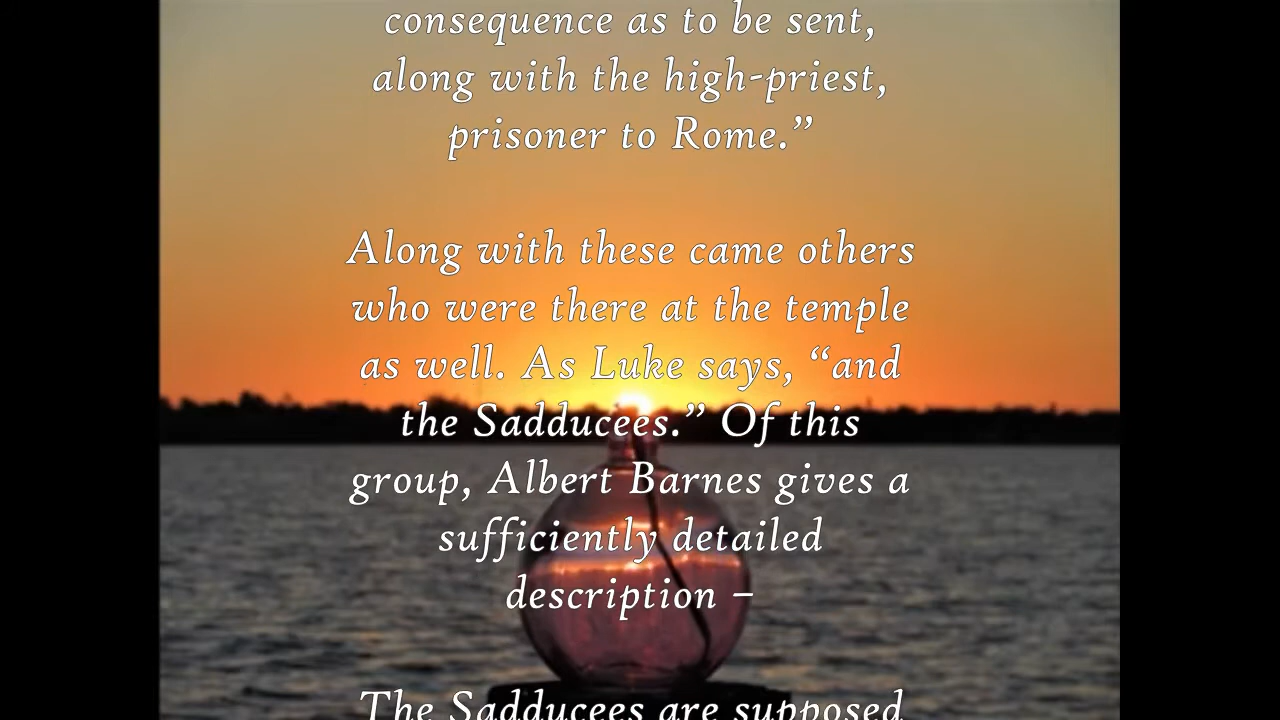 consequence as to be sent,
along with the high-priest,
prisoner to Rome.”
Along with these came others
who were there at the temple
as well. As Luke says, “and
the Sadducees.” Of this
group, Albert Barnes gives a
sufficiently detailed
description –
The Sadducees are supposed